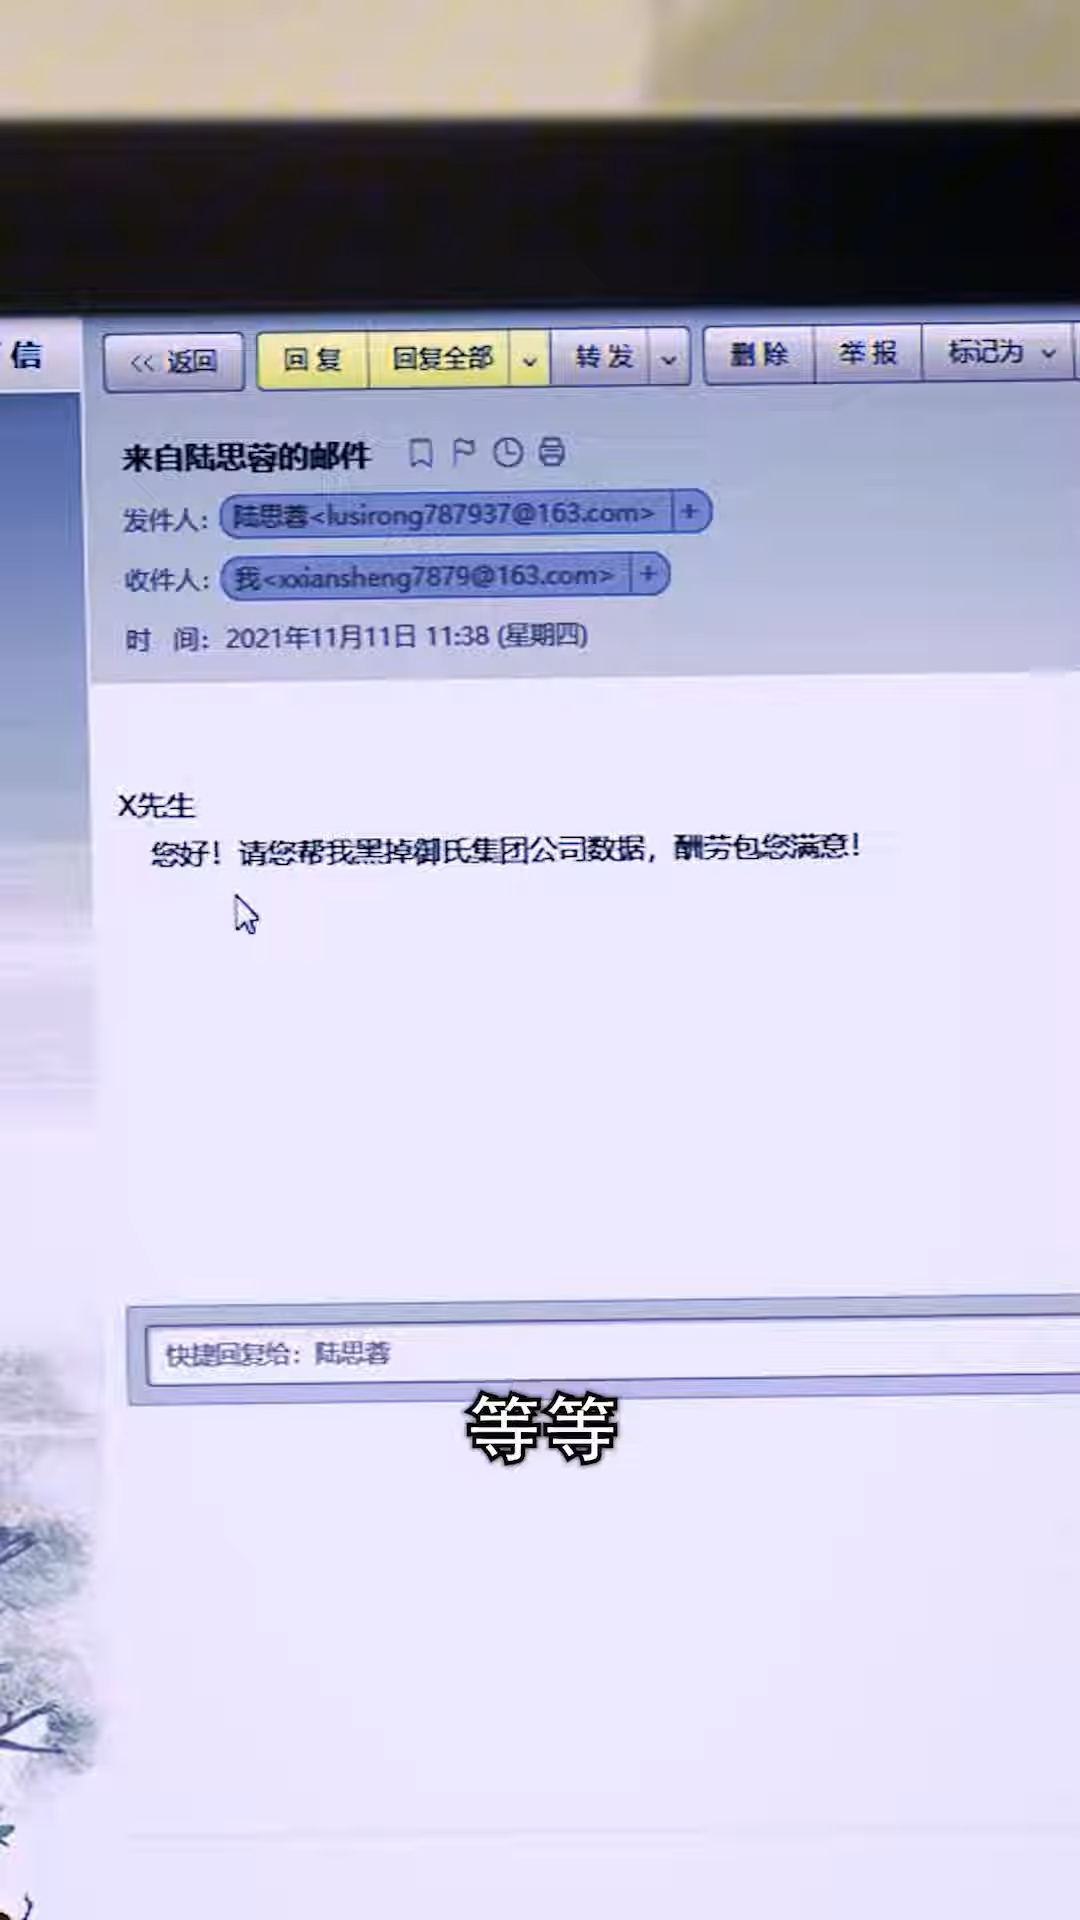 信
<< 返回 回复 回复全部 转发 删除 举报 标记为
来自陆思蓉的邮件
发件人: 陆思蓉<lusirong787937@163.com> +
收件人: 我<xxiansheng7879@163.com> +
时 间: 2021年11月11日 11:38 (星期四)
X先生
您好！请您帮我黑掉御氏集团公司数据，酬劳包您满意！
快捷回复给：陆思蓉
等等